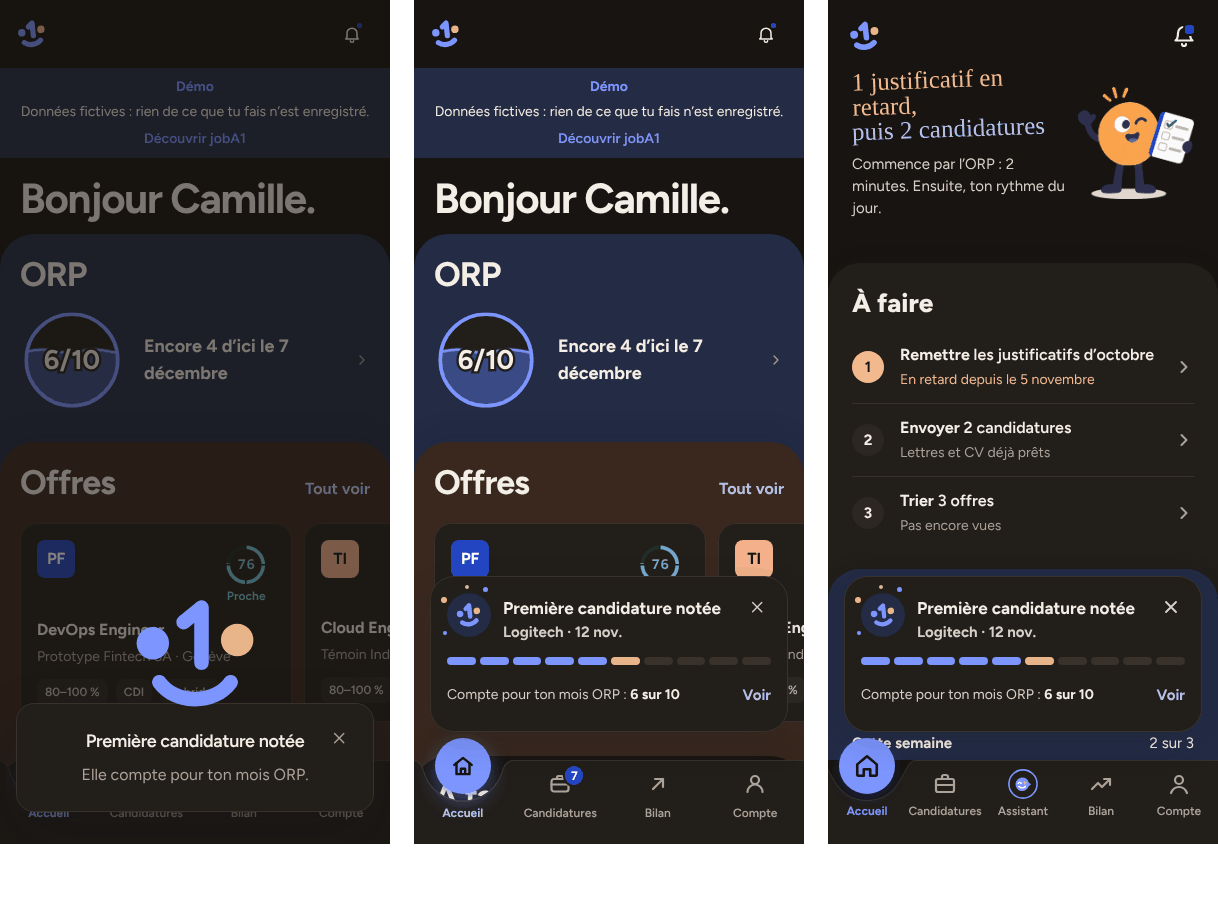 Démo
Données fictives : rien de ce que tu fais n’est enregistré.
Découvrir jobA1
Bonjour Camille.
ORP
6/10
Encore 4 d’ici le 7
décembre
Offres
Tout voir
PF
76
Proche
TI
DevOps Engineer
Cloud Eng
Prototype Fintech SA · Genève
Témoin Ind
80–100 %
CDI
80–100 %
Première candidature notée
Elle compte pour ton mois ORP.
Accueil
Candidatures
Bilan
Compte
Démo
Données fictives : rien de ce que tu fais n’est enregistré.
Découvrir jobA1
Bonjour Camille.
ORP
6/10
Encore 4 d’ici le 7
décembre
Offres
Tout voir
PF
76
TI
Première candidature notée
Logitech · 12 nov.
Compte pour ton mois ORP : 6 sur 10
Voir
7
Accueil
Candidatures
Bilan
Compte
1 justificatif en
retard,
puis 2 candidatures
Commence par l’ORP : 2
minutes. Ensuite, ton rythme du
jour.
À faire
1
Remettre les justificatifs d’octobre
En retard depuis le 5 novembre
2
Envoyer 2 candidatures
Lettres et CV déjà prêts
3
Trier 3 offres
Pas encore vues
Première candidature notée
Logitech · 12 nov.
Compte pour ton mois ORP : 6 sur 10
Voir
semaine
2 sur 3
Accueil
Candidatures
Assistant
Bilan
Compte